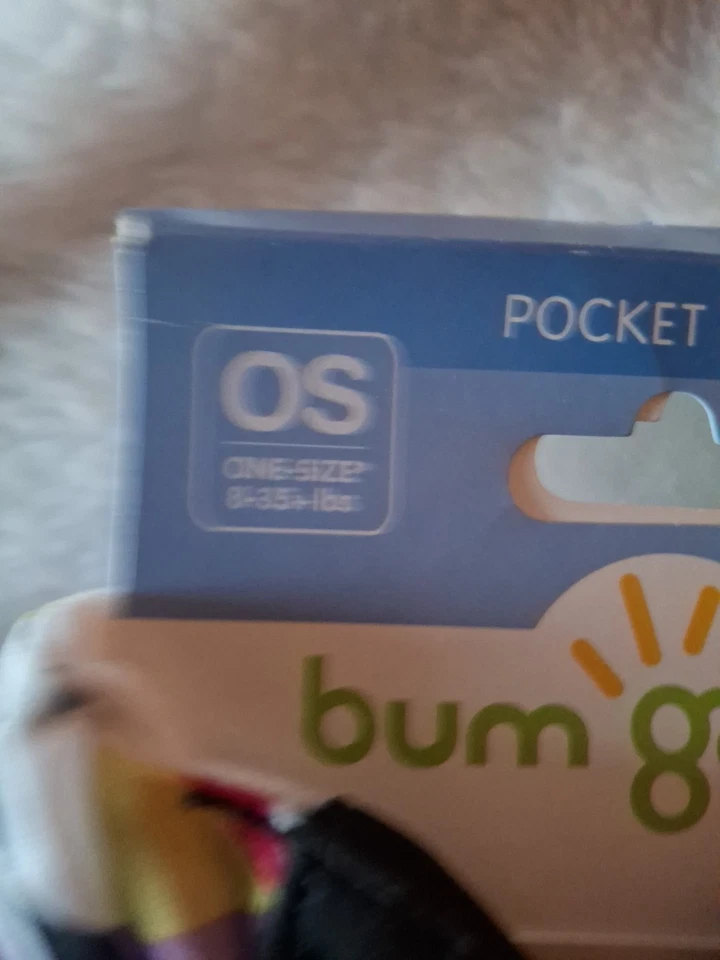 POCKET
OS
ONE-SIZE*
8-35+ lbs
bum g